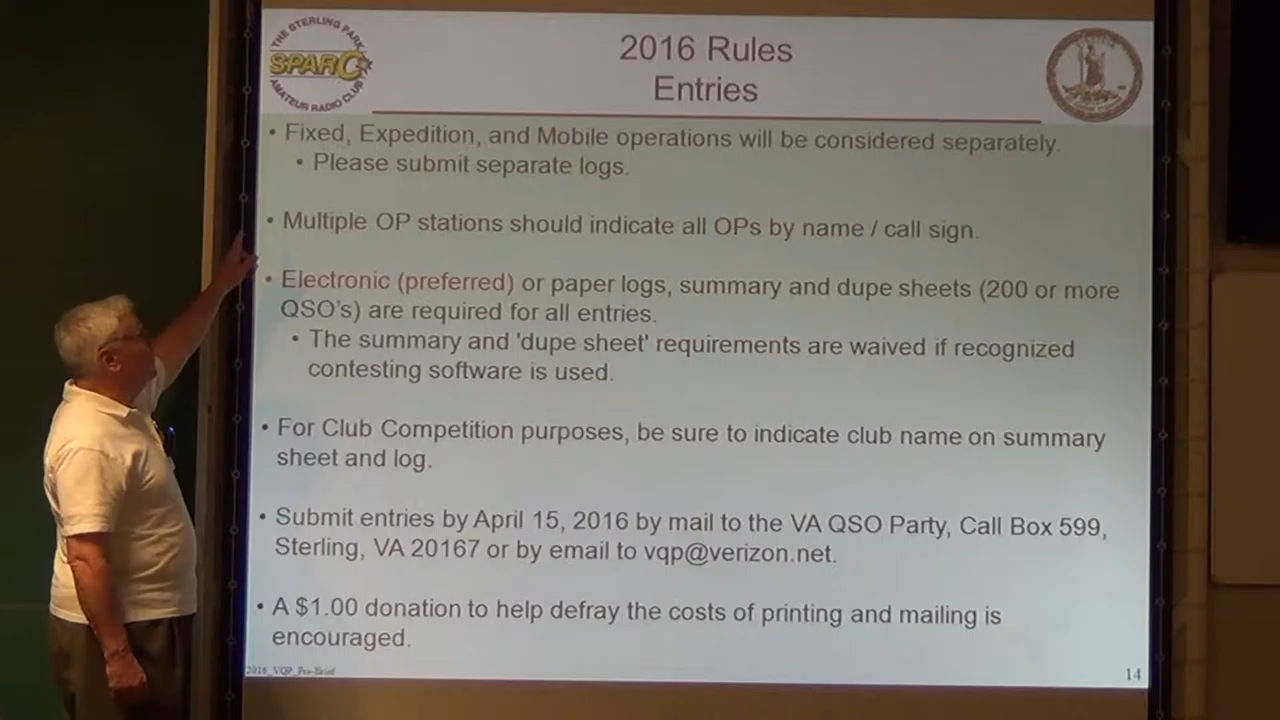 THE STERLING PARK
SPARC
AMATEUR RADIO CLUB
2016 Rules
Entries
• Fixed, Expedition, and Mobile operations will be considered separately.
• Please submit separate logs.
• Multiple OP stations should indicate all OPs by name / call sign.
• Electronic (preferred) or paper logs, summary and dupe sheets (200 or more
QSO's) are required for all entries.
• The summary and 'dupe sheet' requirements are waived if recognized
contesting software is used.
• For Club Competition purposes, be sure to indicate club name on summary
sheet and log.
• Submit entries by April 15, 2016 by mail to the VA QSO Party, Call Box 599,
Sterling, VA 20167 or by email to vqp@verizon.net.
• A $1.00 donation to help defray the costs of printing and mailing is
encouraged.
2016_VQP_Pre-Brief
14